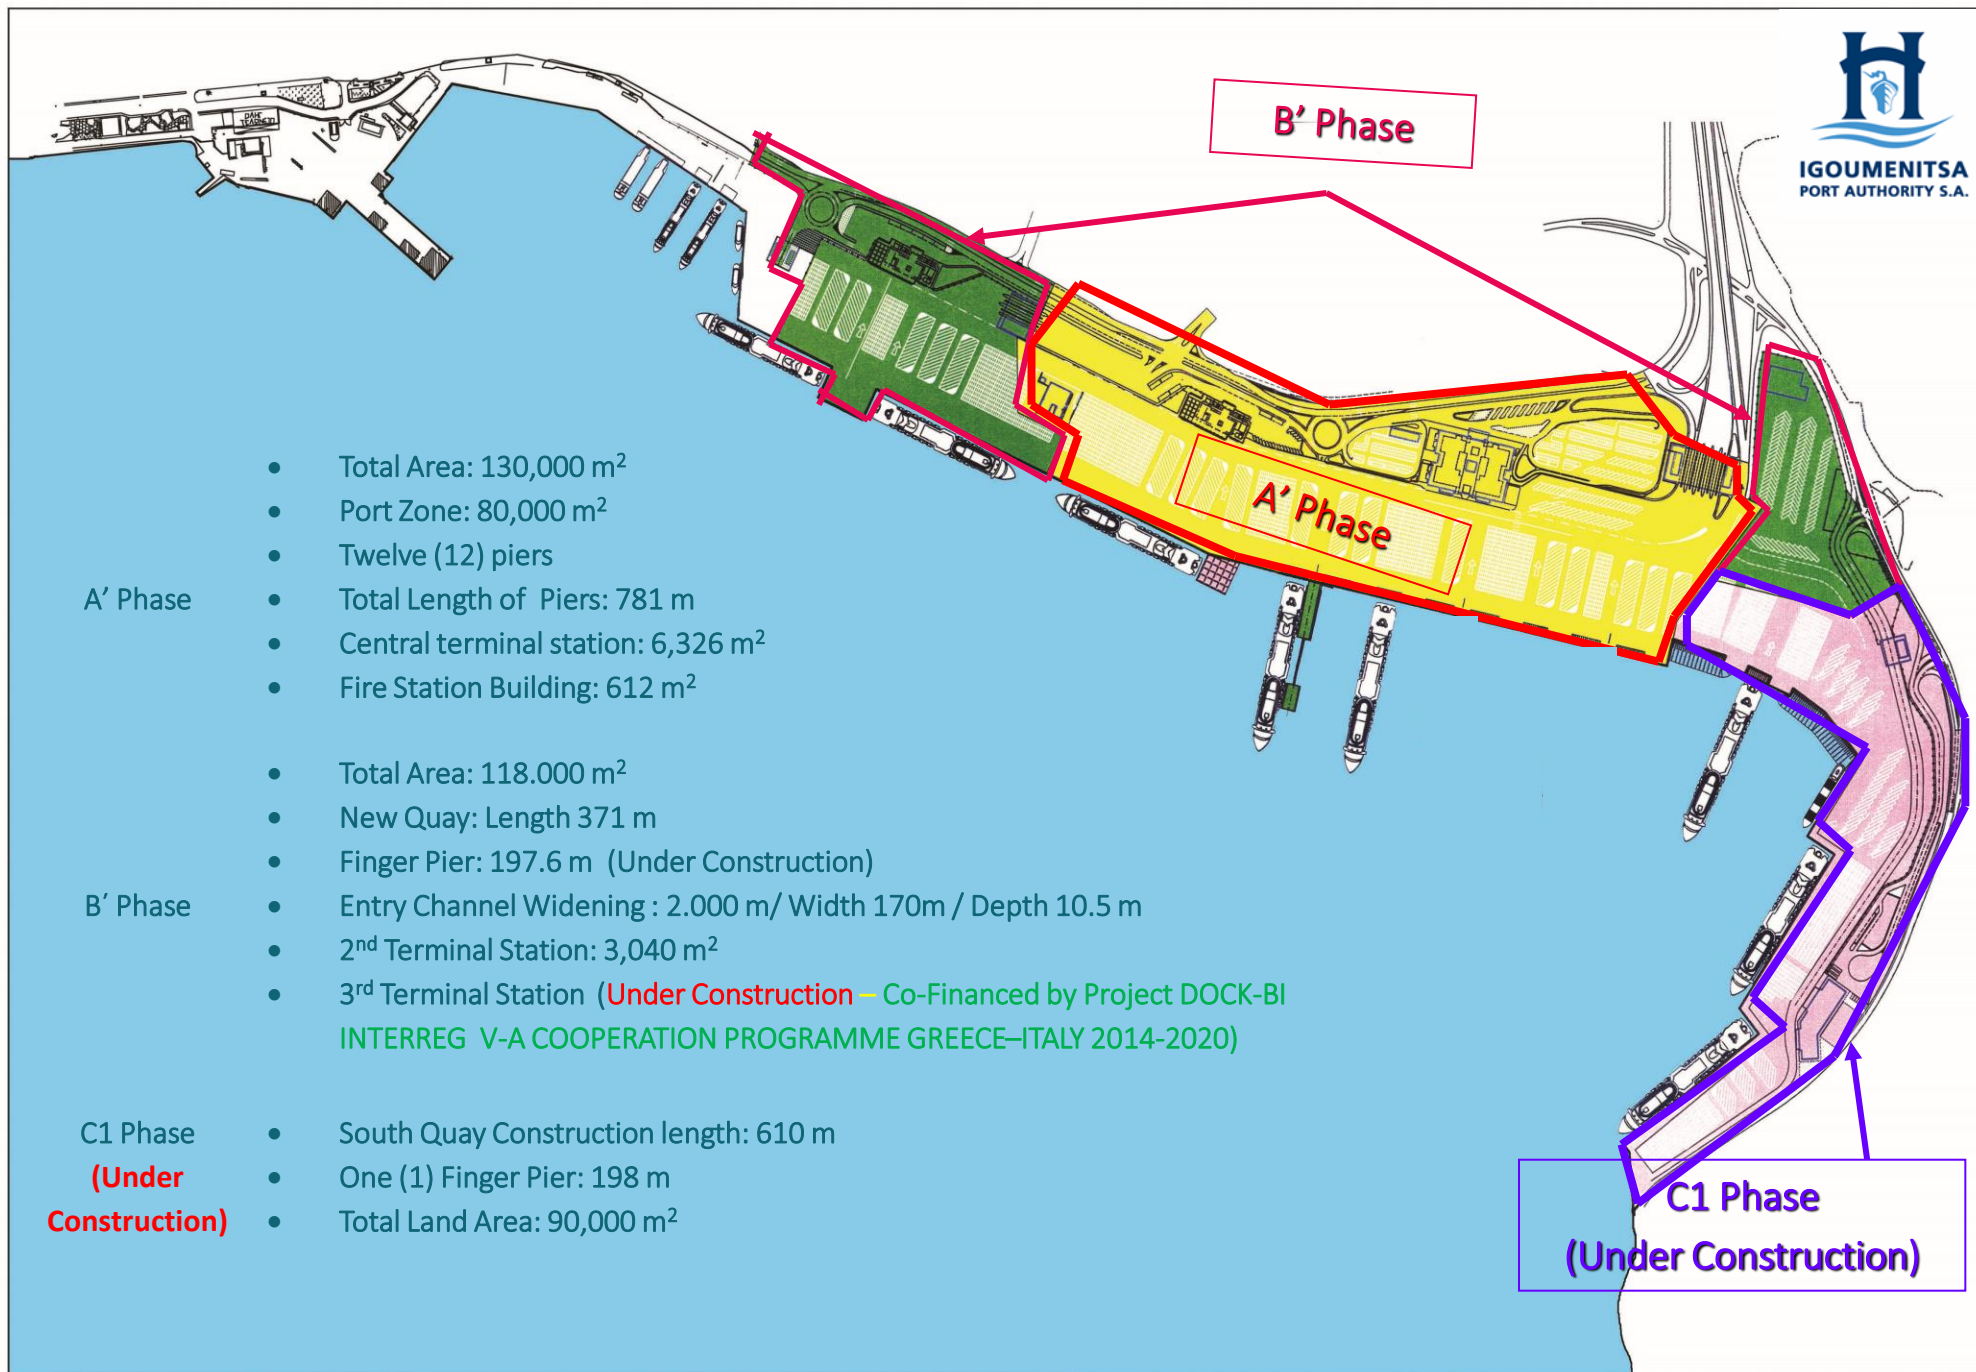 B’ Phase
IGOUMENITSA
PORT AUTHORITY S.A.
A’ Phase
• Total Area: 130,000 m²
• Port Zone: 80,000 m²
• Twelve (12) piers
A’ Phase • Total Length of Piers: 781 m
• Central terminal station: 6,326 m²
• Fire Station Building: 612 m²
• Total Area: 118.000 m²
• New Quay: Length 371 m
• Finger Pier: 197.6 m (Under Construction)
B’ Phase • Entry Channel Widening : 2.000 m/ Width 170m / Depth 10.5 m
• 2nd Terminal Station: 3,040 m²
• 3rd Terminal Station (Under Construction – Co-Financed by Project DOCK-BI
INTERREG V-A COOPERATION PROGRAMME GREECE–ITALY 2014-2020)
C1 Phase • South Quay Construction length: 610 m
(Under • One (1) Finger Pier: 198 m
Construction) • Total Land Area: 90,000 m²
C1 Phase
(Under Construction)